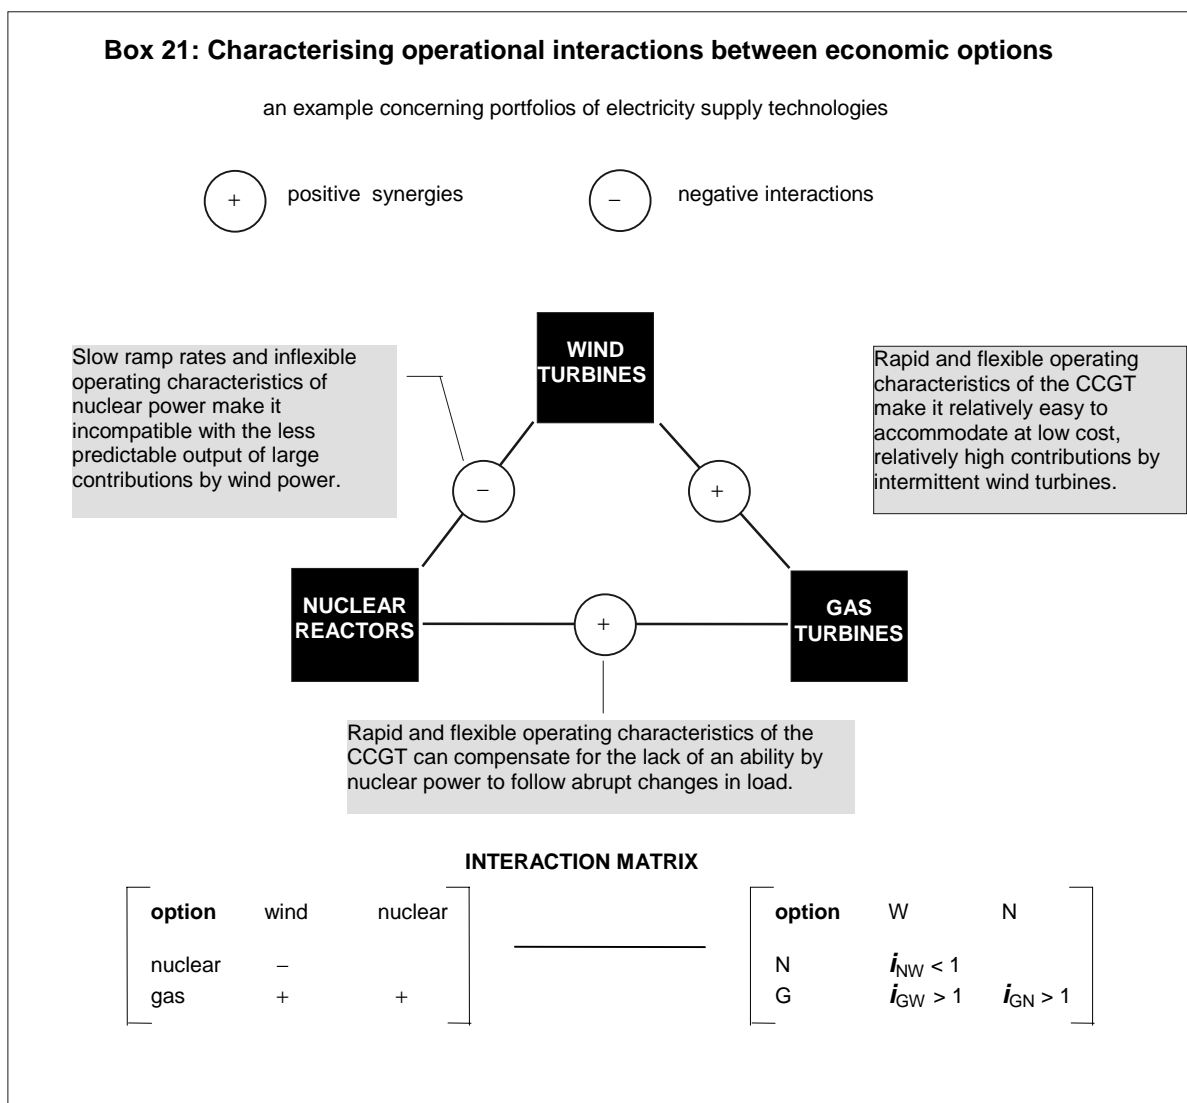 Box 21: Characterising operational interactions between economic options
an example concerning portfolios of electricity supply technologies
+ positive synergies
− negative interactions
WIND
TURBINES
Slow ramp rates and inflexible
operating characteristics of
nuclear power make it
incompatible with the less
predictable output of large
contributions by wind power.
Rapid and flexible operating
characteristics of the CCGT
make it relatively easy to
accommodate at low cost,
relatively high contributions by
intermittent wind turbines.
−
+
NUCLEAR
REACTORS
+
GAS
TURBINES
Rapid and flexible operating characteristics of the
CCGT can compensate for the lack of an ability by
nuclear power to follow abrupt changes in load.
INTERACTION MATRIX
option wind nuclear
nuclear −
gas + +
option W N
N iNW < 1
G iGW > 1 iGN > 1